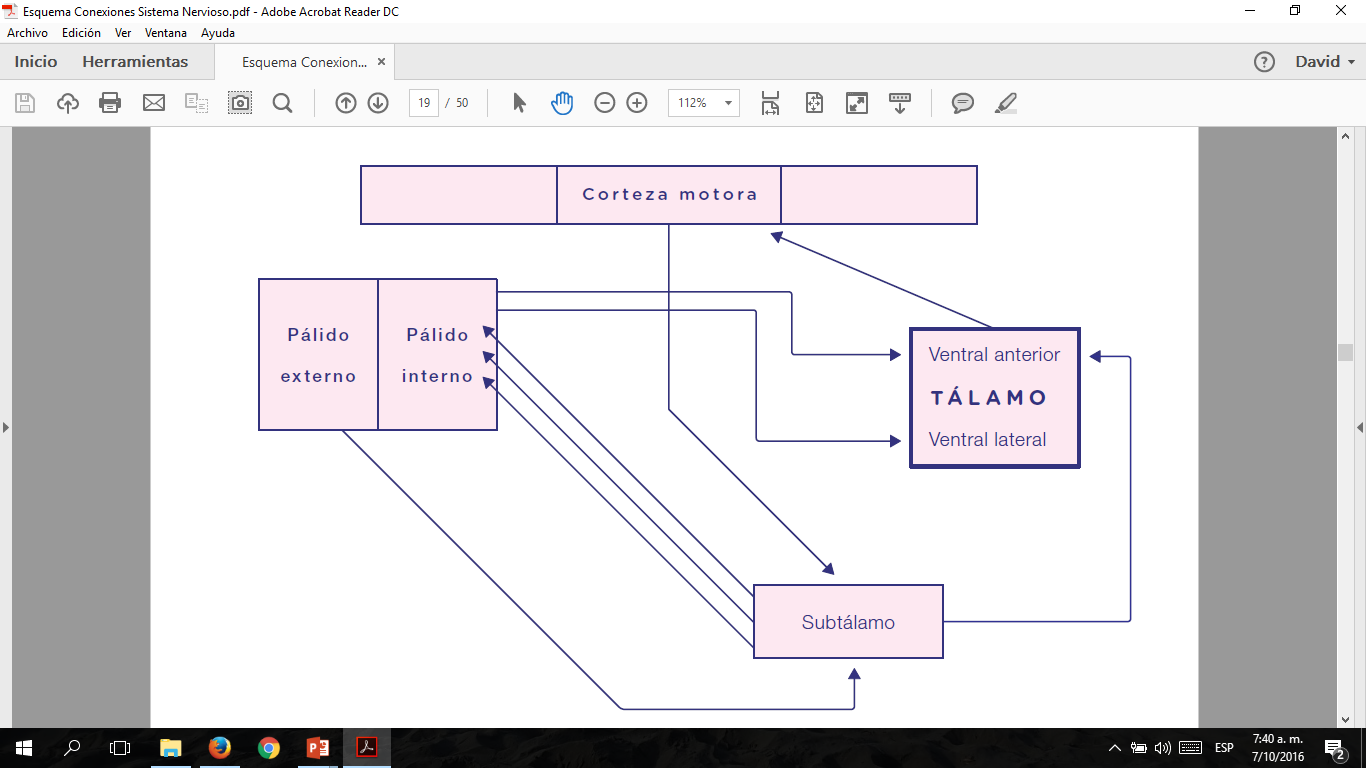 Esquema Conexiones Sistema Nervioso.pdf - Adobe Acrobat Reader DC
Archivo Edición Ver Ventana Ayuda
Inicio Herramientas Esquema Conexion... David
19 / 50 112%
Corteza motora
Pálido
externo
Pálido
interno
Ventral anterior
TÁLAMO
Ventral lateral
Subtálamo
ESP
7:40 a. m.
7/10/2016
2